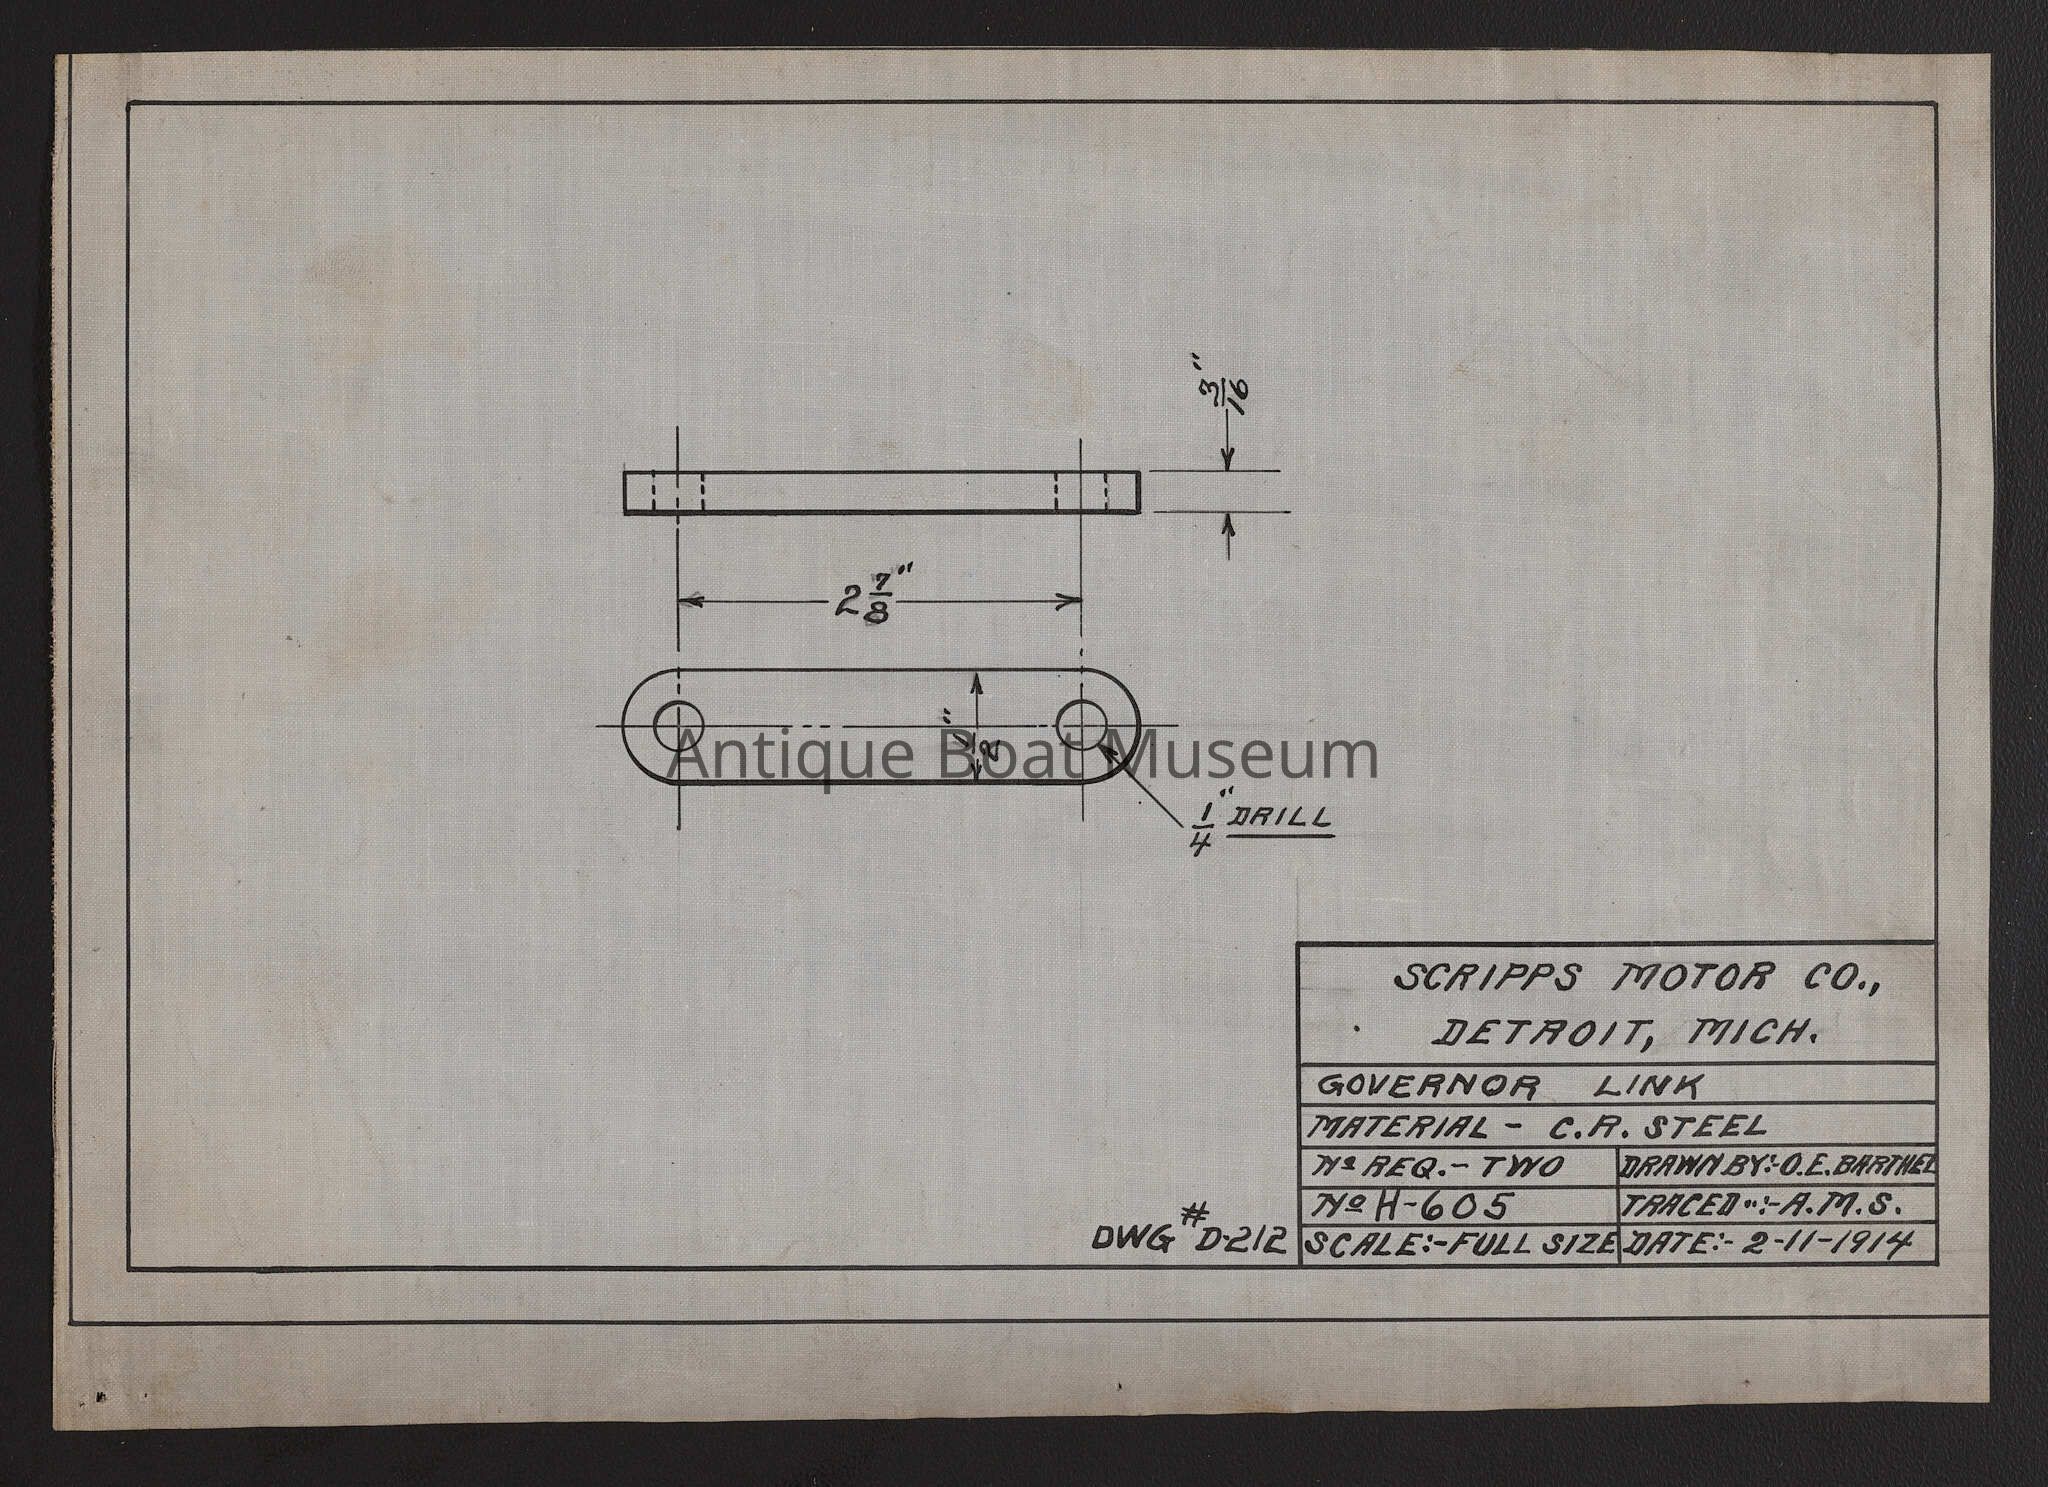 3/16"
2 7/8"
1/2"
Antique Boat Museum
1/4" DRILL
SCRIPPS MOTOR CO.,
DETROIT, MICH.
GOVERNOR LINK
MATERIAL - C.R. STEEL
Nº REQ. - TWO
DRAWN BY:- O.E. BARTHEL
Nº H-605
TRACED ":- A.M.S.
DWG # D-212
SCALE:- FULL SIZE
DATE:- 2-11-1914